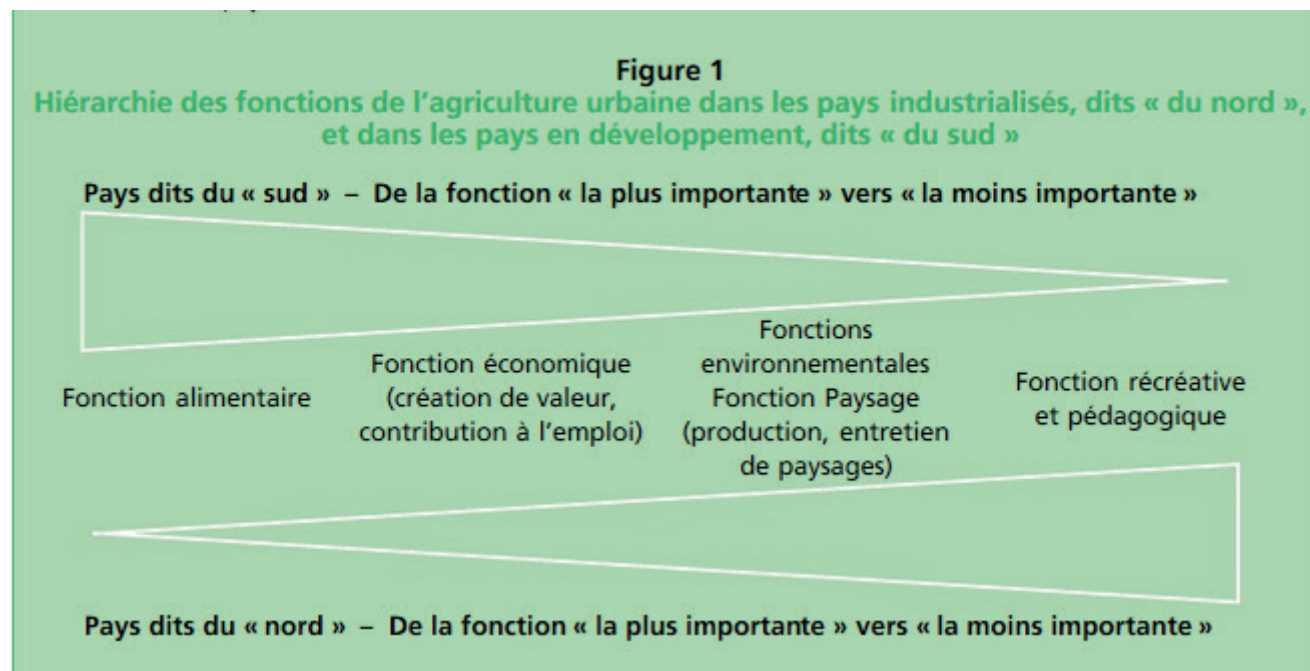 Figure 1
Hiérarchie des fonctions de l'agriculture urbaine dans les pays industrialisés, dits « du nord »,
et dans les pays en développement, dits « du sud »
Pays dits du « sud » – De la fonction « la plus importante » vers « la moins importante »
Fonction alimentaire
Fonction économique
(création de valeur,
contribution à l'emploi)
Fonctions
environnementales
Fonction Paysage
(production, entretien
de paysages)
Fonction récréative
et pédagogique
Pays dits du « nord » – De la fonction « la plus importante » vers « la moins importante »